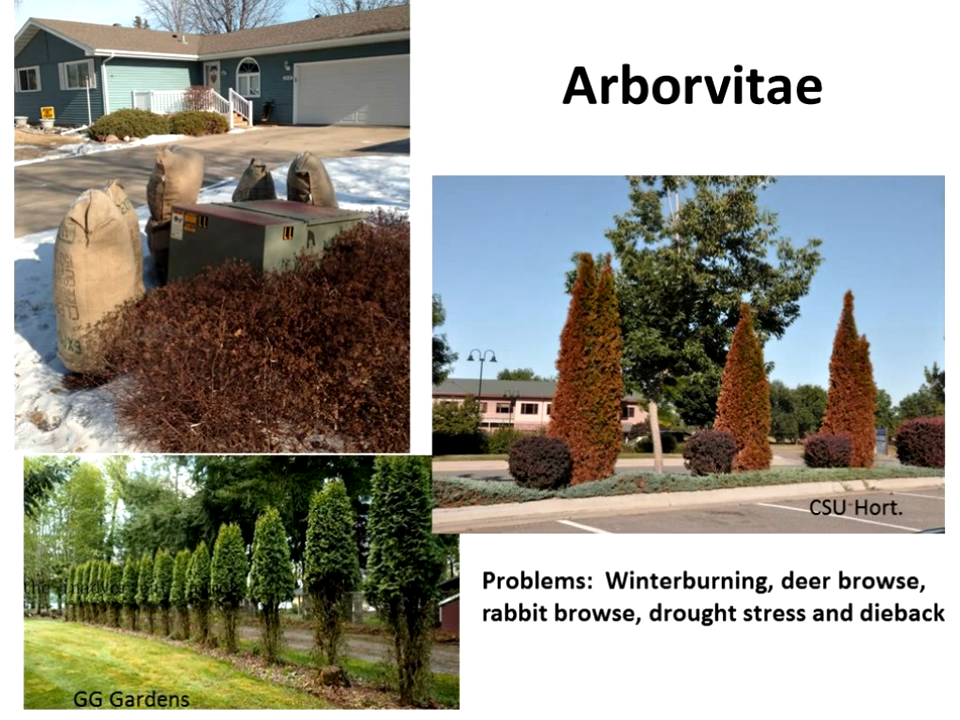 Arborvitae
CSU Hort.
Problems:  Winterburning, deer browse,
rabbit browse, drought stress and dieback
GG Gardens